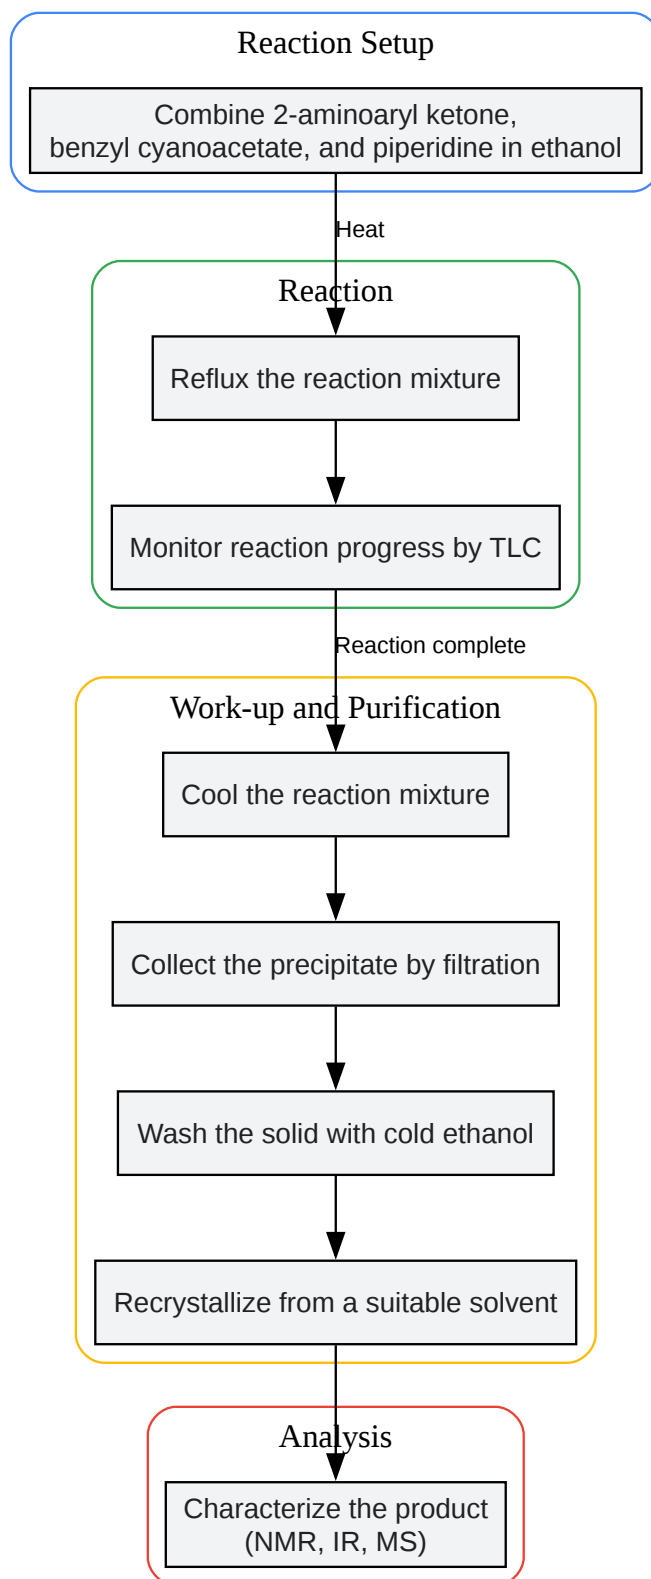 Reaction Setup
Combine 2-aminoaryl ketone,
benzyl cyanoacetate, and piperidine in ethanol
Heat
Reaction
Reflux the reaction mixture
Monitor reaction progress by TLC
Reaction complete
Work-up and Purification
Cool the reaction mixture
Collect the precipitate by filtration
Wash the solid with cold ethanol
Recrystallize from a suitable solvent
Analysis
Characterize the product
(NMR, IR, MS)